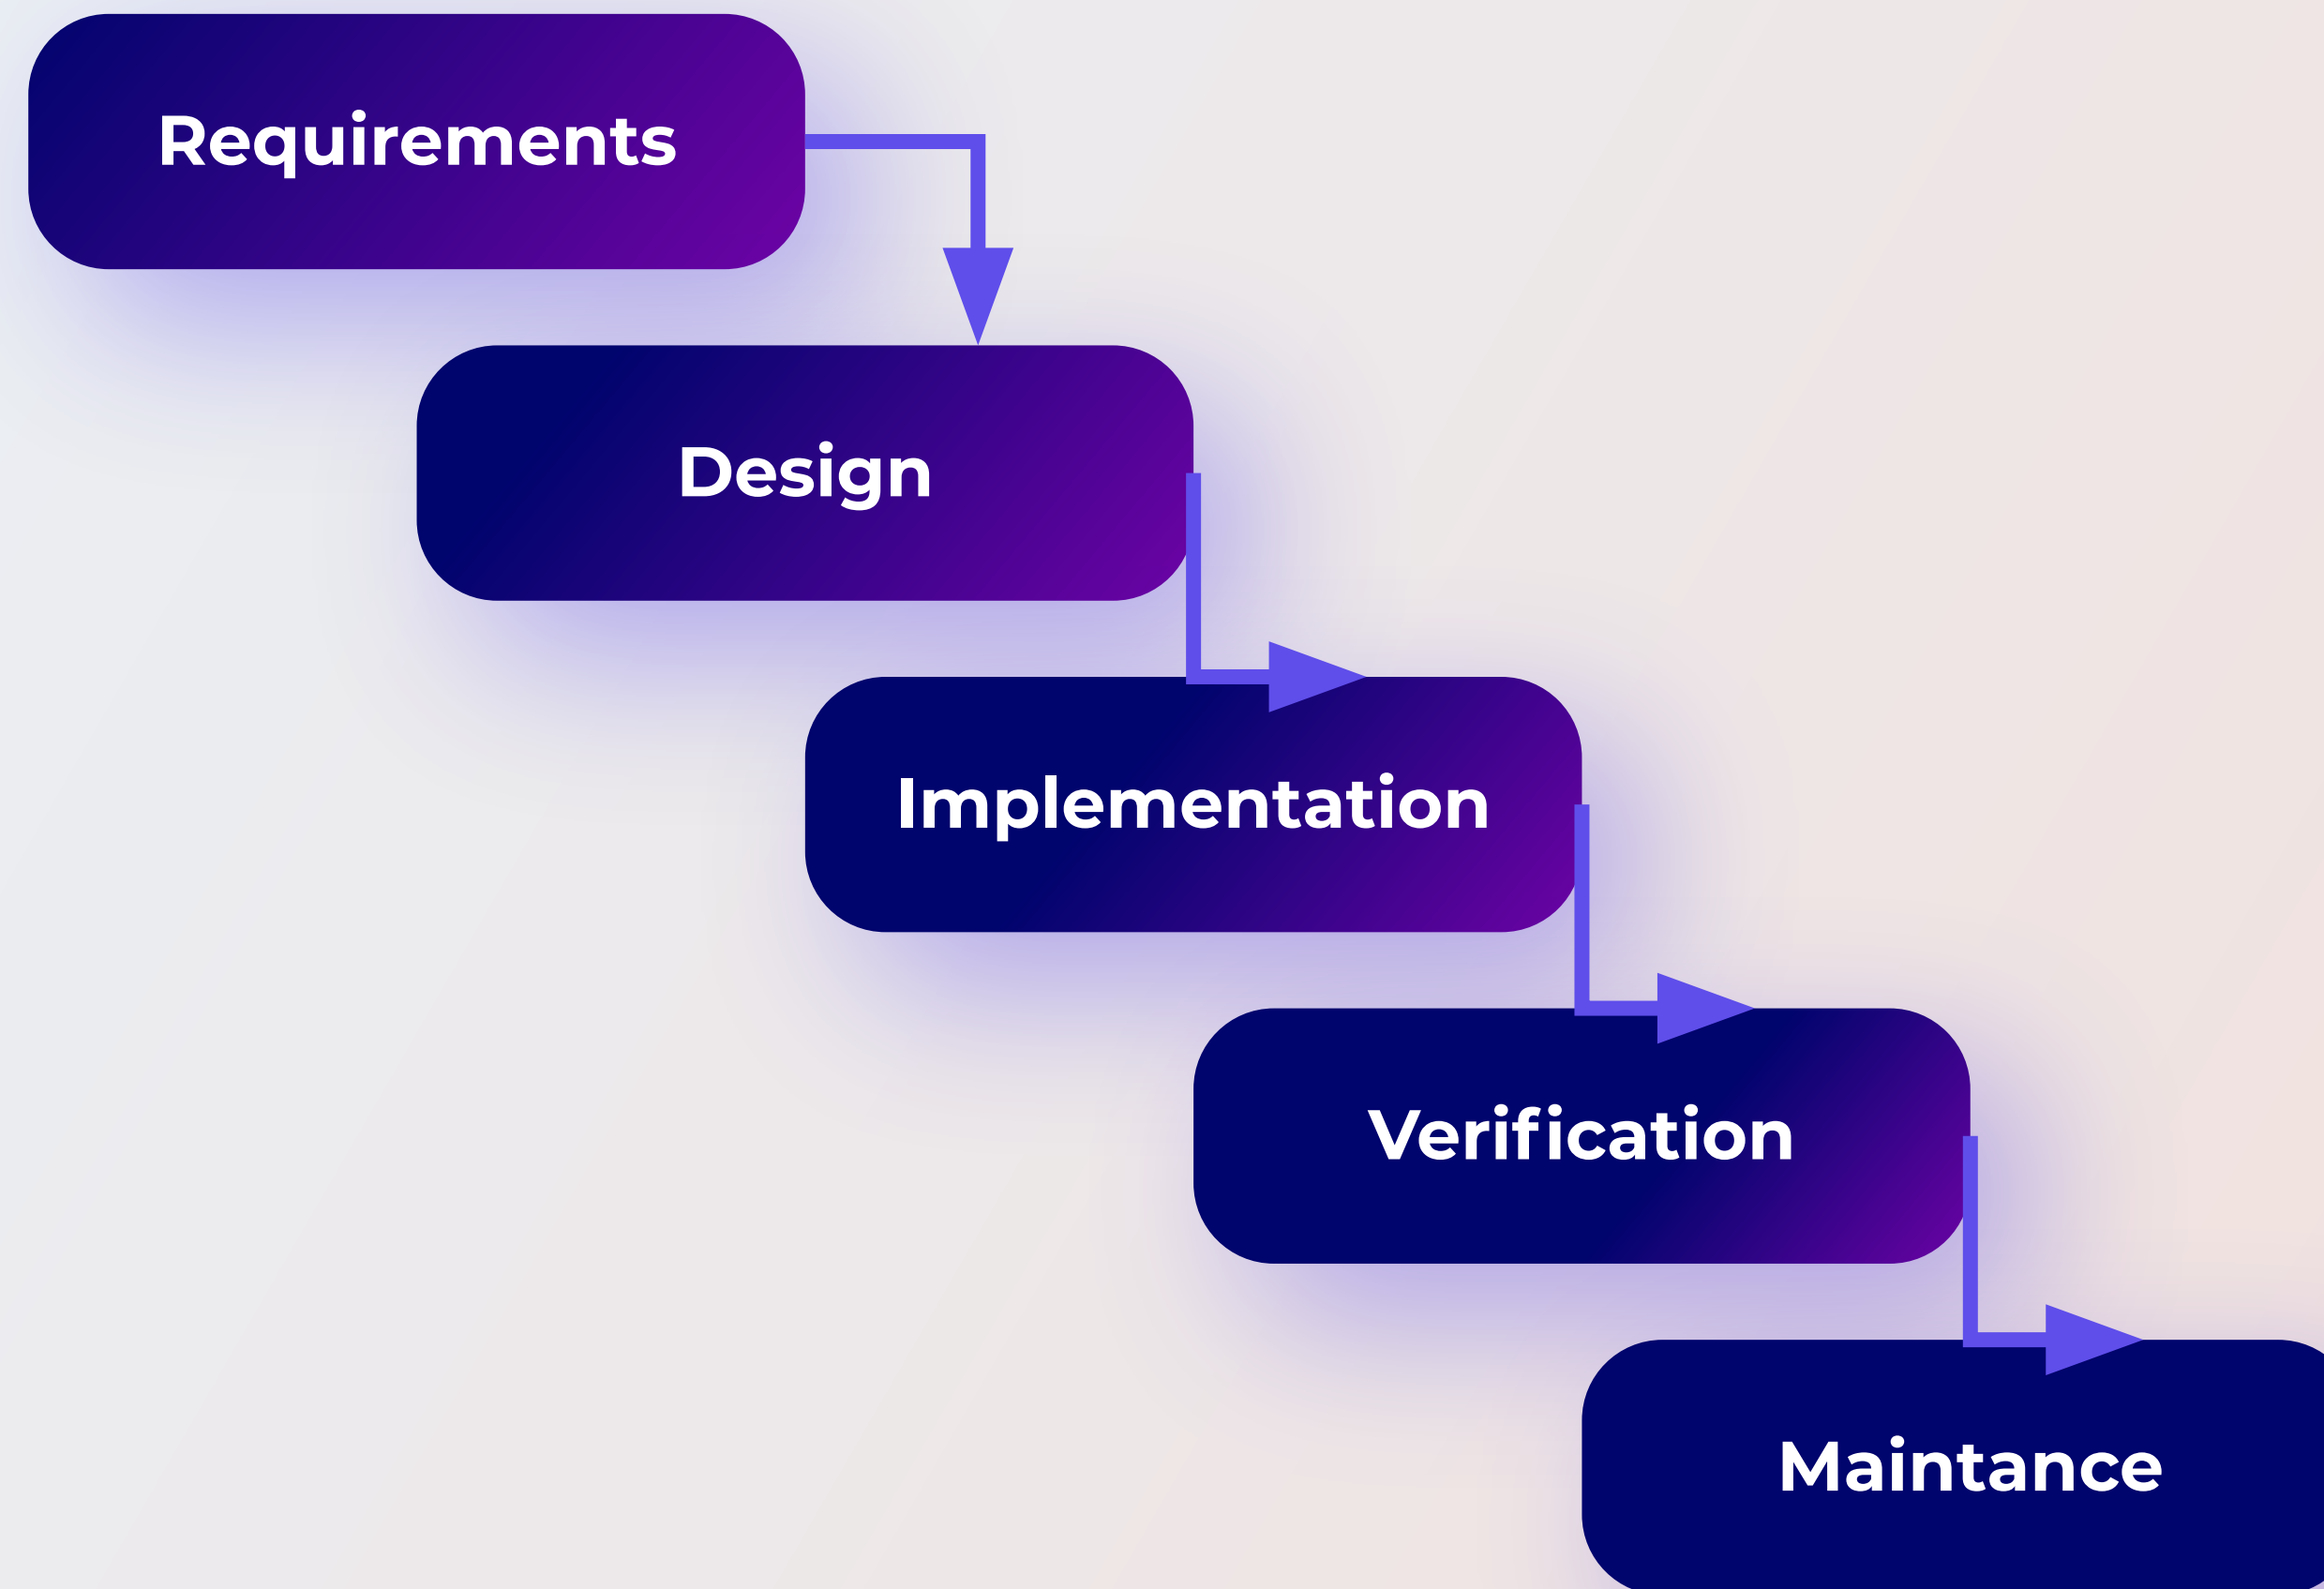 Requirements
Design
Implementation
Verification
Maintance